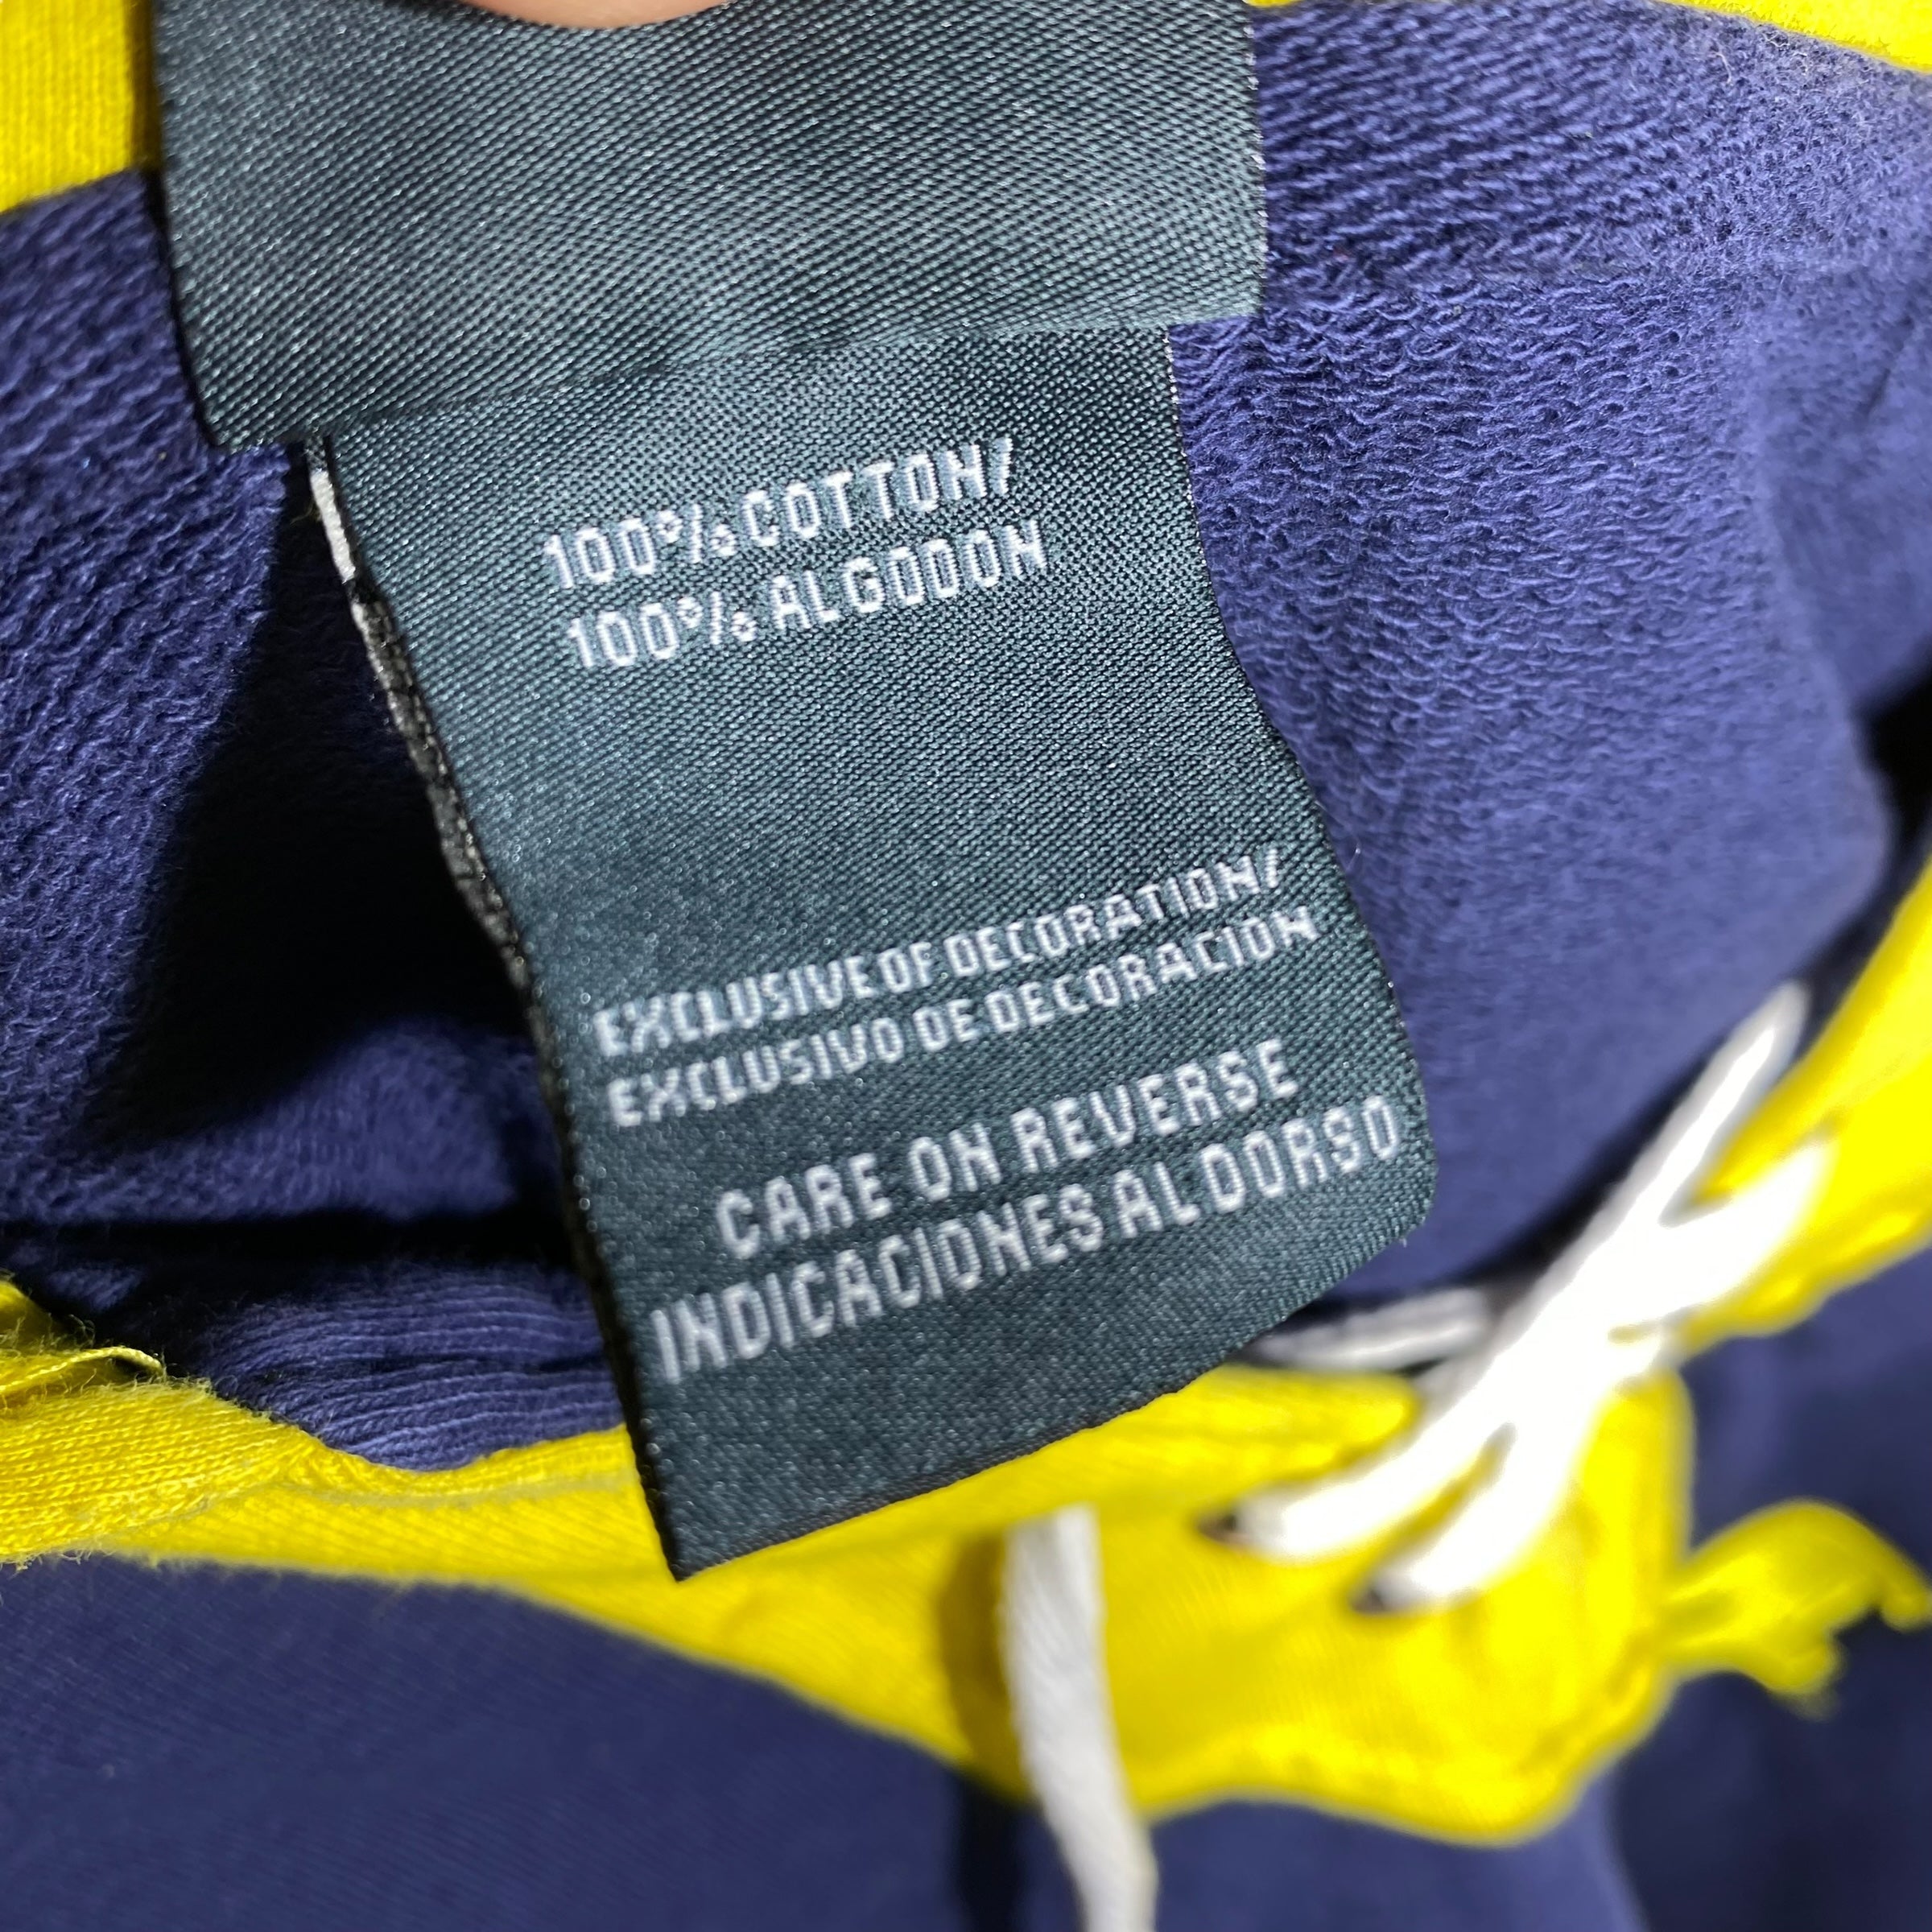 100% COTTON/
100% ALGODON
EXCLUSIVE OF DECORATION/
EXCLUSIVO DE DECORACION
CARE ON REVERSE
INDICACIONES AL DORSO